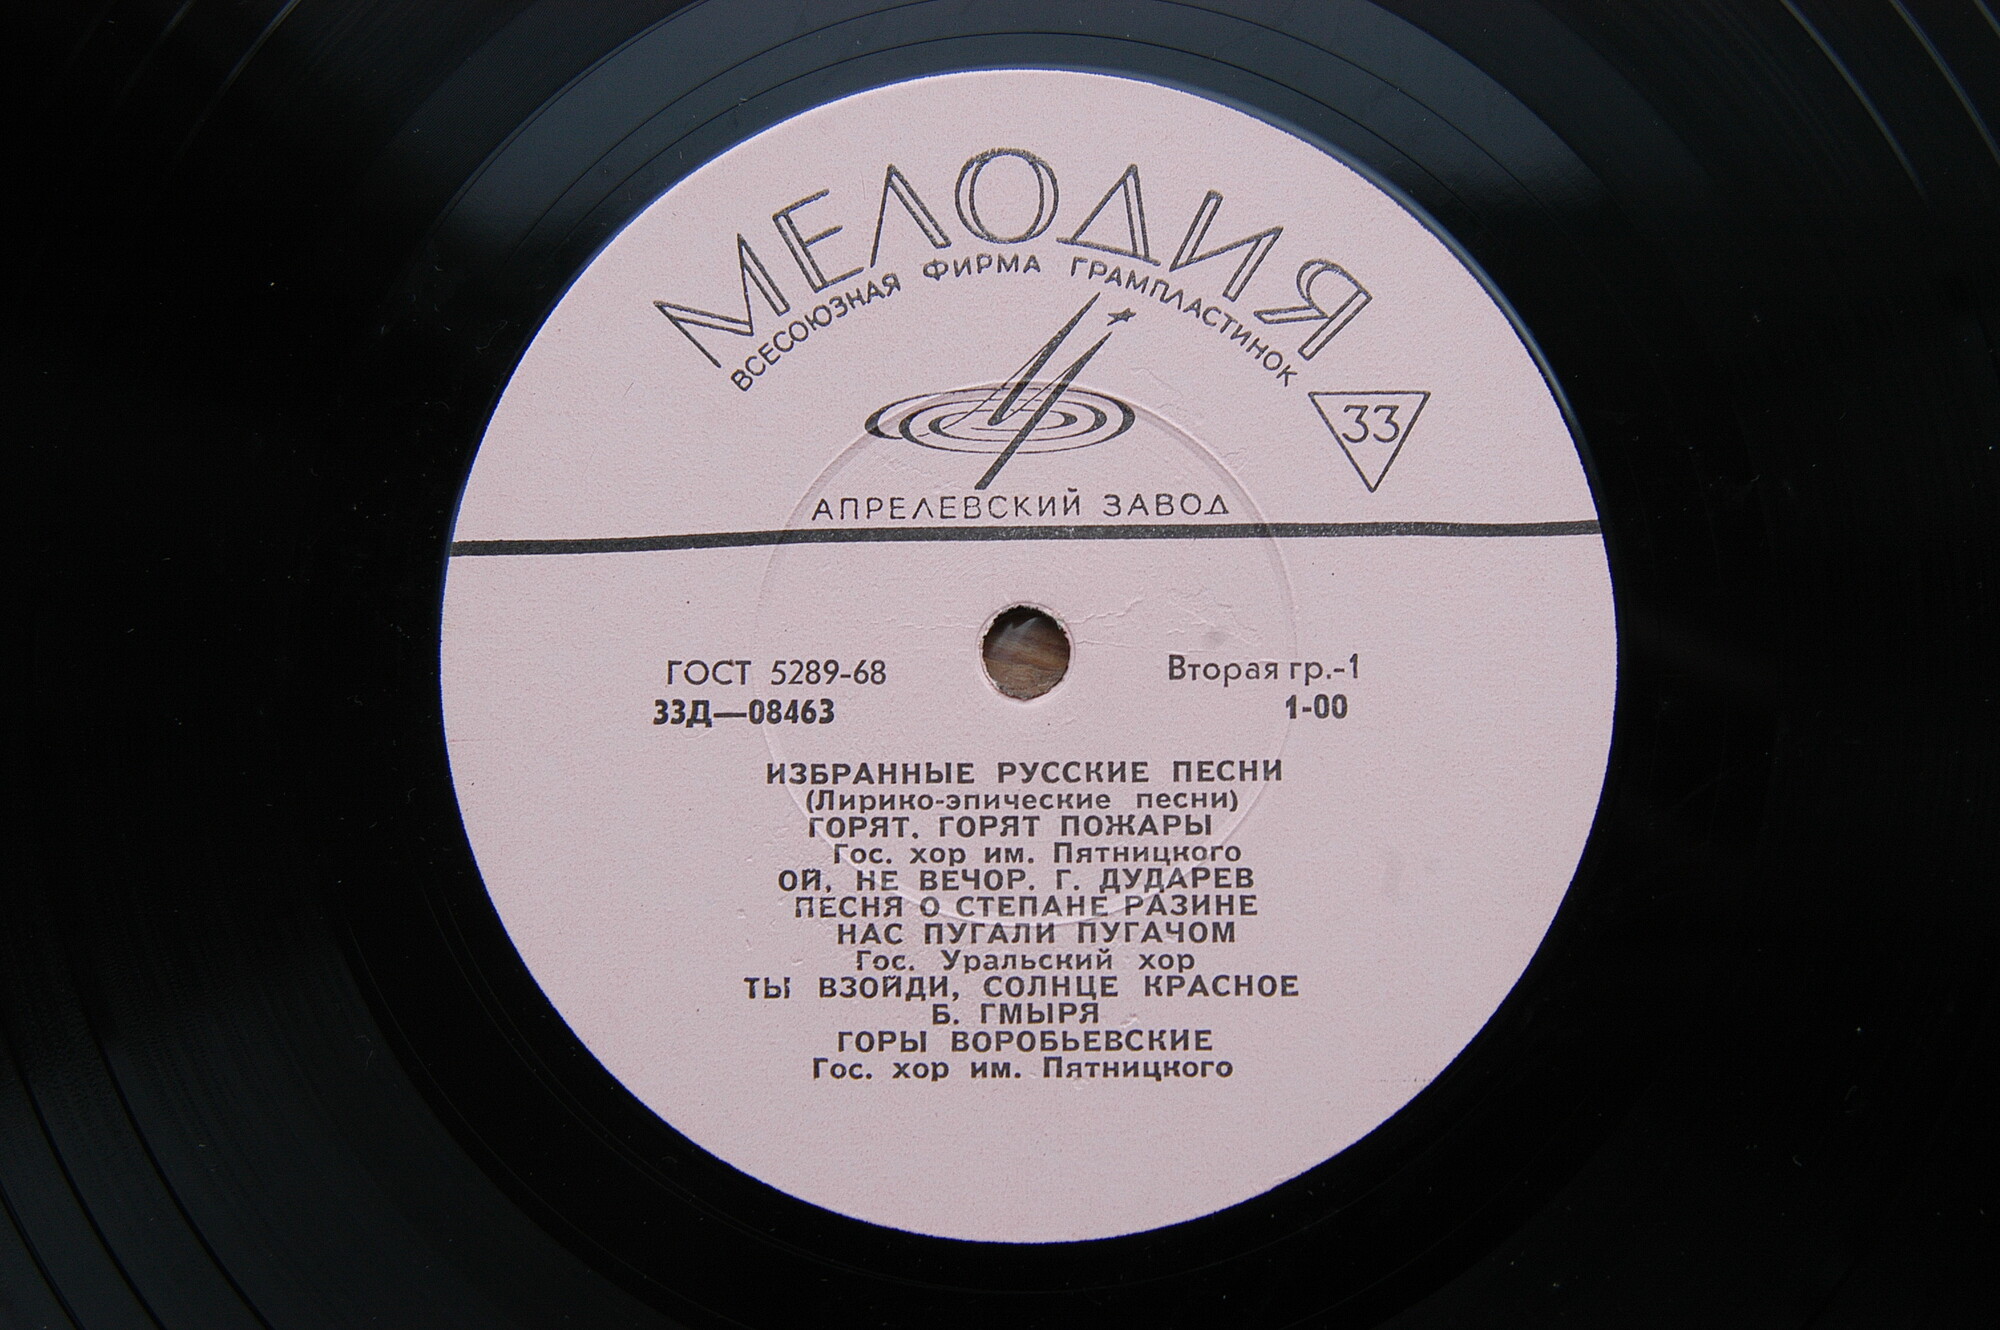 МЕЛОДИЯ
ВСЕСОЮЗНАЯ ФИРМА ГРАМПЛАСТИНОК
33
АПРЕЛЕВСКИЙ ЗАВОД
ГОСТ 5289-68 Вторая гр.-1
33Д—08463 1-00
ИЗБРАННЫЕ РУССКИЕ ПЕСНИ
(Лирико-эпические песни)
ГОРЯТ, ГОРЯТ ПОЖАРЫ
Гос. хор им. Пятницкого
ОЙ, НЕ ВЕЧОР. Г. ДУДАРЕВ
ПЕСНЯ О СТЕПАНЕ РАЗИНЕ
НАС ПУГАЛИ ПУГАЧОМ
Гос. Уральский хор
ТЫ ВЗОЙДИ, СОЛНЦЕ КРАСНОЕ
Б. ГМЫРЯ
ГОРЫ ВОРОБЬЕВСКИЕ
Гос. хор им. Пятницкого